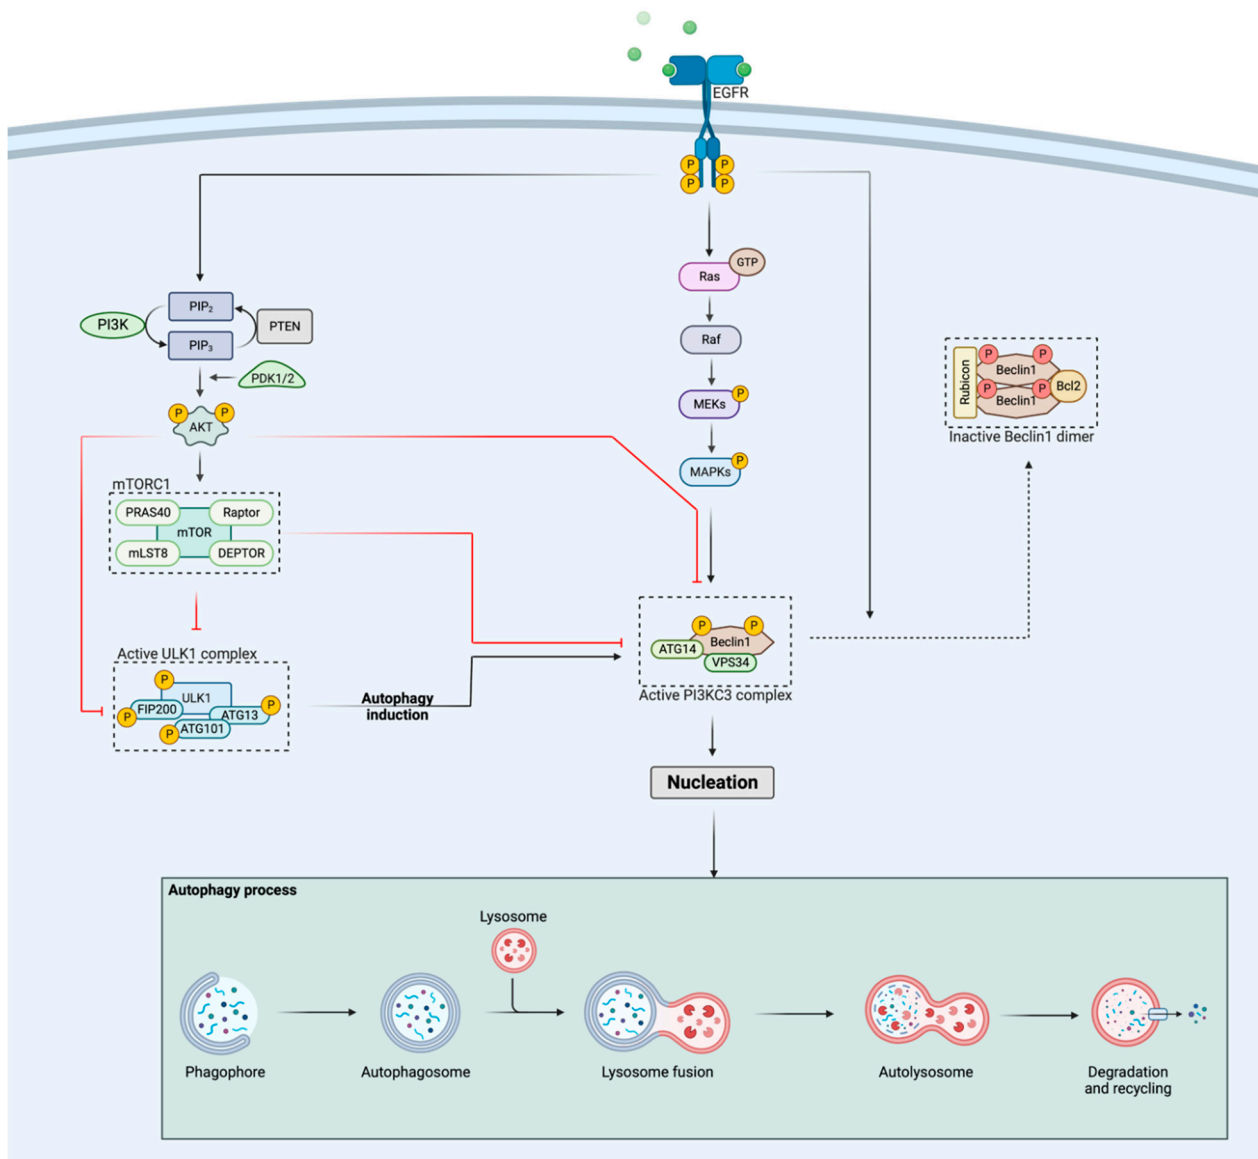 EGFR
P
P
P
P
Ras
GTP
PIP2
PI3K
PTEN
PIP3
Raf
PDK1/2
P
P
AKT
MEKs
P
MAPKs
P
Rubicon
P
P
Beclin1
P
P
Bcl2
Beclin1
Inactive Beclin1 dimer
mTORC1
PRAS40
Raptor
mTOR
mLST8
DEPTOR
Active ULK1 complex
P
ULK1
FIP200
P
ATG13
P
ATG101
P
Autophagy
induction
P
P
Beclin1
ATG14
VPS34
Active PI3KC3 complex
Nucleation
Autophagy process
Lysosome
Phagophore
Autophagosome
Lysosome fusion
Autolysosome
Degradation
and recycling